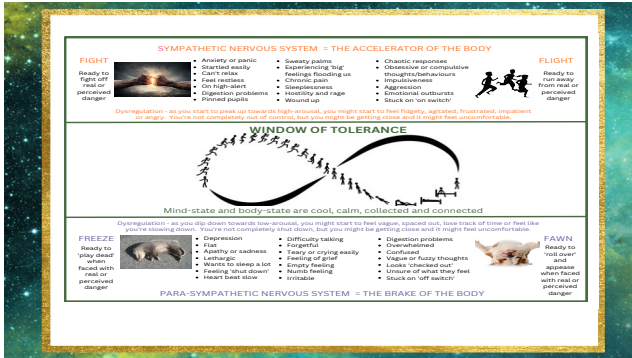 SYMPATHETIC NERVOUS SYSTEM = THE ACCELERATOR OF THE BODY
FIGHT
Ready to
fight off
real or
perceived
danger
• Anxiety or panic
• Startled easily
• Can't relax
• Feel restless
• On high-alert
• Digestion problems
• Pinned pupils
• Sweaty palms
• Experiencing 'big'
feelings flooding us
• Chronic pain
• Sleeplessness
• Hostility and rage
• Wound up
• Chaotic responses
• Obsessive or compulsive
thoughts/behaviours
• Impulsiveness
• Aggression
• Emotional outbursts
• Stuck on 'on switch'
FLIGHT
Ready to
run away
from real or
perceived
danger
Dysregulation - as you start to peak up towards high-arousal, you might start to feel fidgety, agitated, frustrated, impatient
or angry. You're not completely out of control, but you might be getting close and it might feel uncomfortable.
WINDOW OF TOLERANCE
Mind-state and body-state are cool, calm, collected and connected
Dysregulation - as you dip down towards low-arousal, you might start to feel vague, spaced out, lose track of time or feel like
you're slowing down. You're not completely shut down, but you might be getting close and it might feel uncomfortable.
FREEZE
Ready to
'play dead'
when
faced with
real or
perceived
danger
• Depression
• Flat
• Apathy or sadness
• Lethargic
• Wants to sleep a lot
• Feeling 'shut down'
• Heart beat slow
• Difficulty talking
• Forgetful
• Teary or crying easily
• Feeling of grief
• Empty feeling
• Numb feeling
• Irritable
• Digestion problems
• Overwhelmed
• Confused
• Vague or fuzzy thoughts
• Looks 'checked out'
• Unsure of what they feel
• Stuck on 'off switch'
FAWN
Ready to
'roll over'
and
appease
when faced
with real or
perceived
danger
PARA-SYMPATHETIC NERVOUS SYSTEM = THE BRAKE OF THE BODY